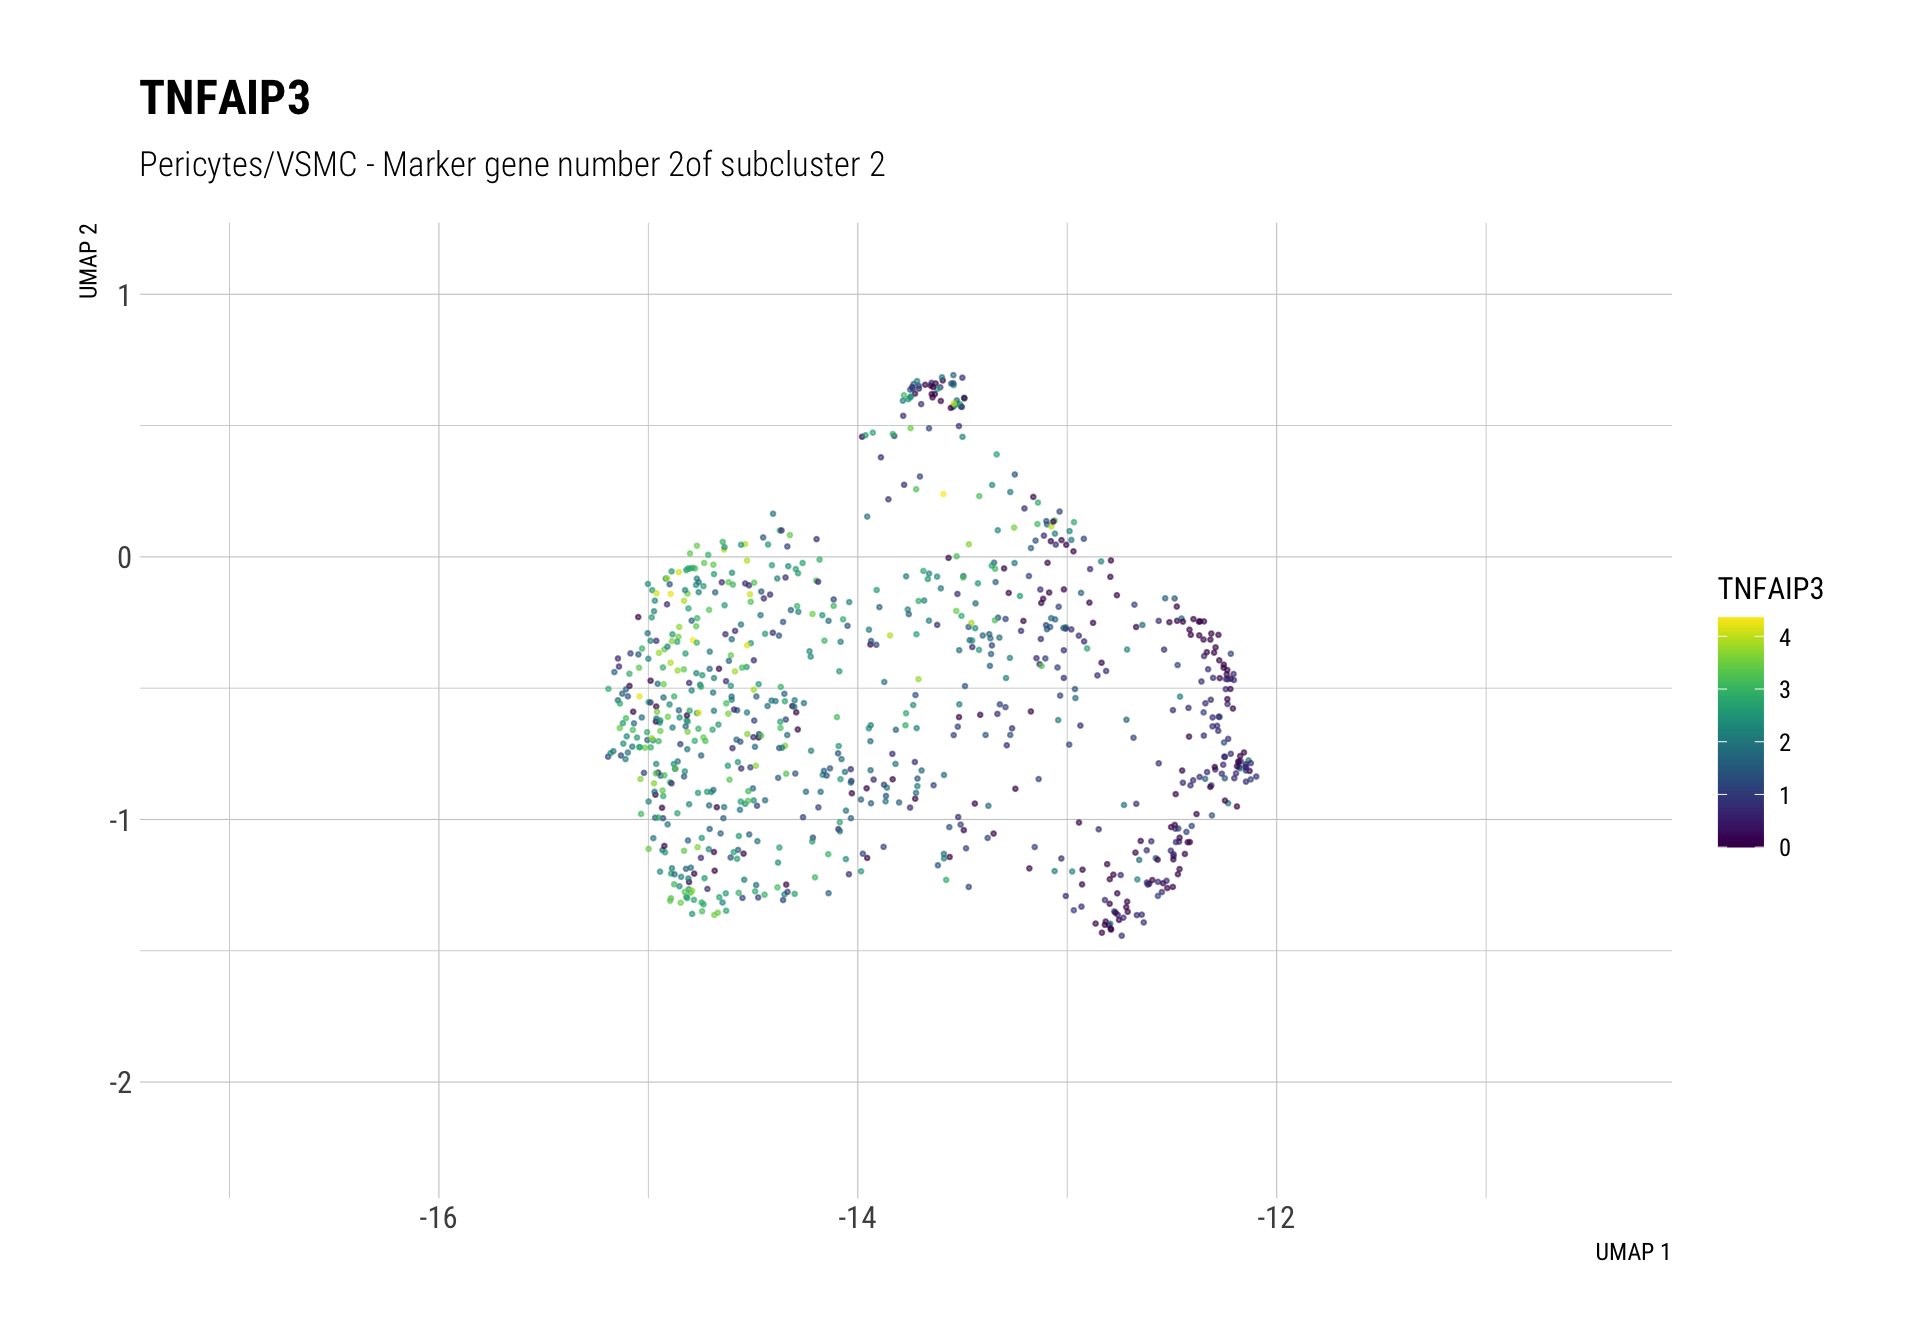 TNFAIP3
Pericytes/VSMC - Marker gene number 2of subcluster 2
UMAP 2
1
0
-1
-2
-16
-14
-12
UMAP 1
TNFAIP3
4
3
2
1
0